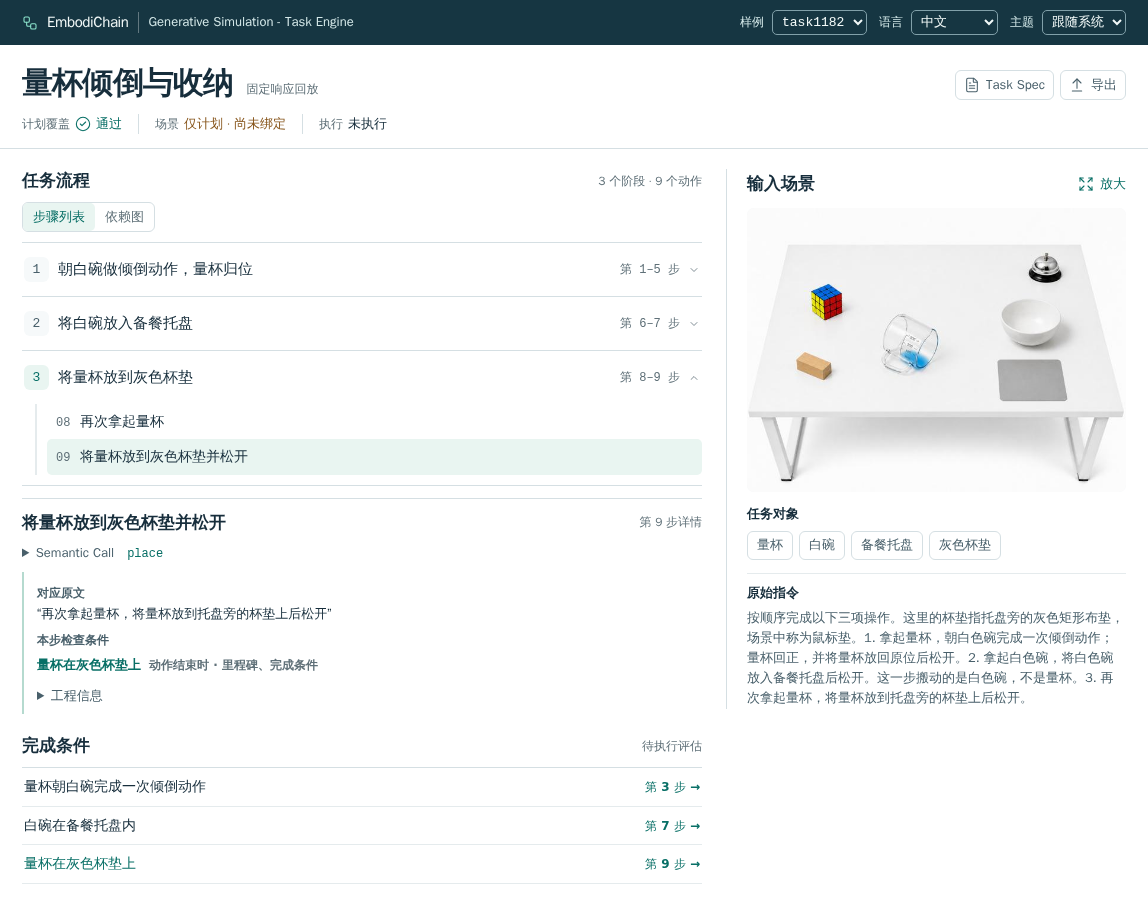 EmbodiChain
Generative Simulation - Task Engine
样例 task1182 语言 中文 主题 跟随系统
量杯倾倒与收纳 固定响应回放
Task Spec 导出
计划覆盖 通过 场景 仅计划 · 尚未绑定 执行 未执行
任务流程 3 个阶段 · 9 个动作
步骤列表 依赖图
1 朝白碗做倾倒动作，量杯归位 第 1–5 步
2 将白碗放入备餐托盘 第 6–7 步
3 将量杯放到灰色杯垫 第 8–9 步
08 再次拿起量杯
09 将量杯放到灰色杯垫并松开
将量杯放到灰色杯垫并松开 第 9 步详情
Semantic Call place
对应原文
“再次拿起量杯，将量杯放到托盘旁的杯垫上后松开”
本步检查条件
量杯在灰色杯垫上 动作结束时 · 里程碑、完成条件
工程信息
完成条件 待执行评估
量杯朝白碗完成一次倾倒动作 第 3 步 →
白碗在备餐托盘内 第 7 步 →
量杯在灰色杯垫上 第 9 步 →
输入场景 放大
任务对象
量杯 白碗 备餐托盘 灰色杯垫
原始指令
按顺序完成以下三项操作。这里的杯垫指托盘旁的灰色矩形布垫，
场景中称为鼠标垫。1. 拿起量杯，朝白色碗完成一次倾倒动作；
量杯回正，并将量杯放回原位后松开。2. 拿起白色碗，将白色碗
放入备餐托盘后松开。这一步搬动的是白色碗，不是量杯。3. 再
次拿起量杯，将量杯放到托盘旁的杯垫上后松开。